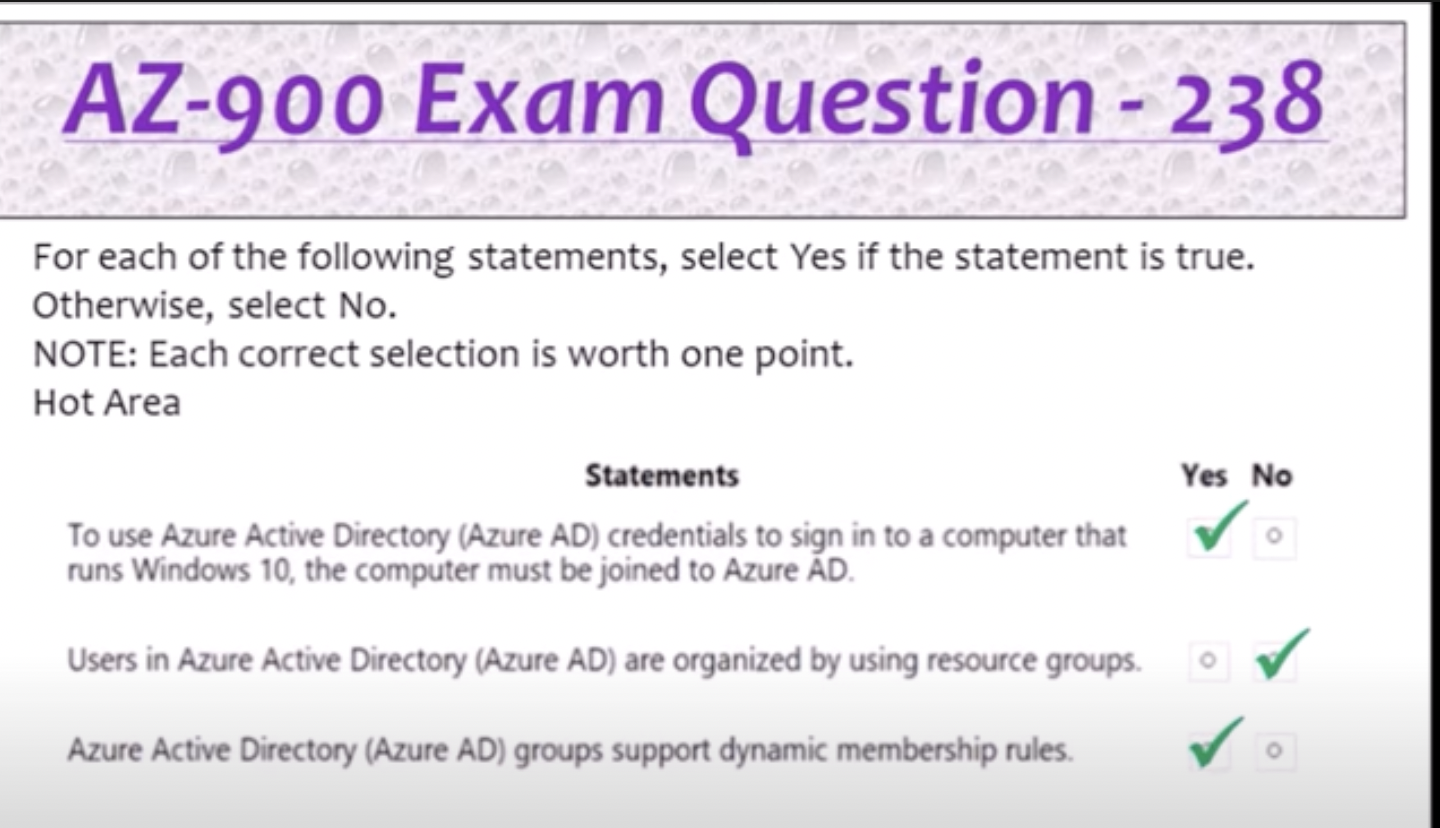 AZ-900 Exam Question - 238
For each of the following statements, select Yes if the statement is true.
Otherwise, select No.
NOTE: Each correct selection is worth one point.
Hot Area
Statements Yes No
To use Azure Active Directory (Azure AD) credentials to sign in to a computer that
runs Windows 10, the computer must be joined to Azure AD.
Users in Azure Active Directory (Azure AD) are organized by using resource groups.
Azure Active Directory (Azure AD) groups support dynamic membership rules.